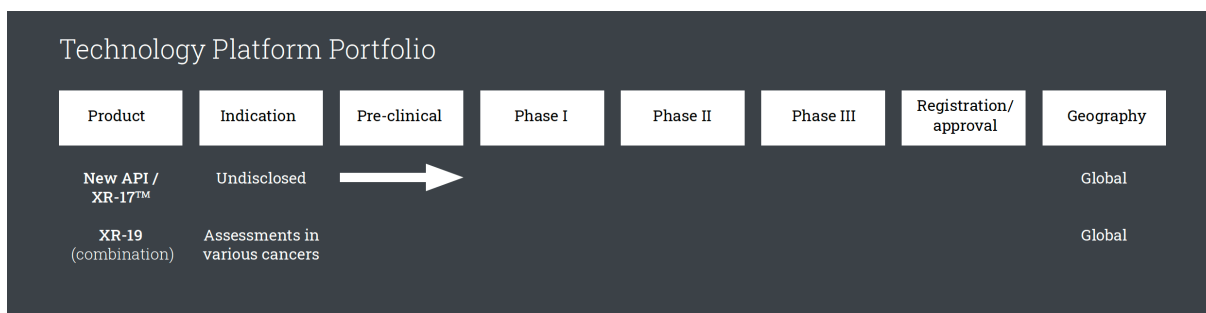 Technology Platform Portfolio
Product
Indication
Pre-clinical
Phase I
Phase II
Phase III
Registration/
approval
Geography
New API /
XR-17™
Undisclosed
Global
XR-19
(combination)
Assessments in
various cancers
Global